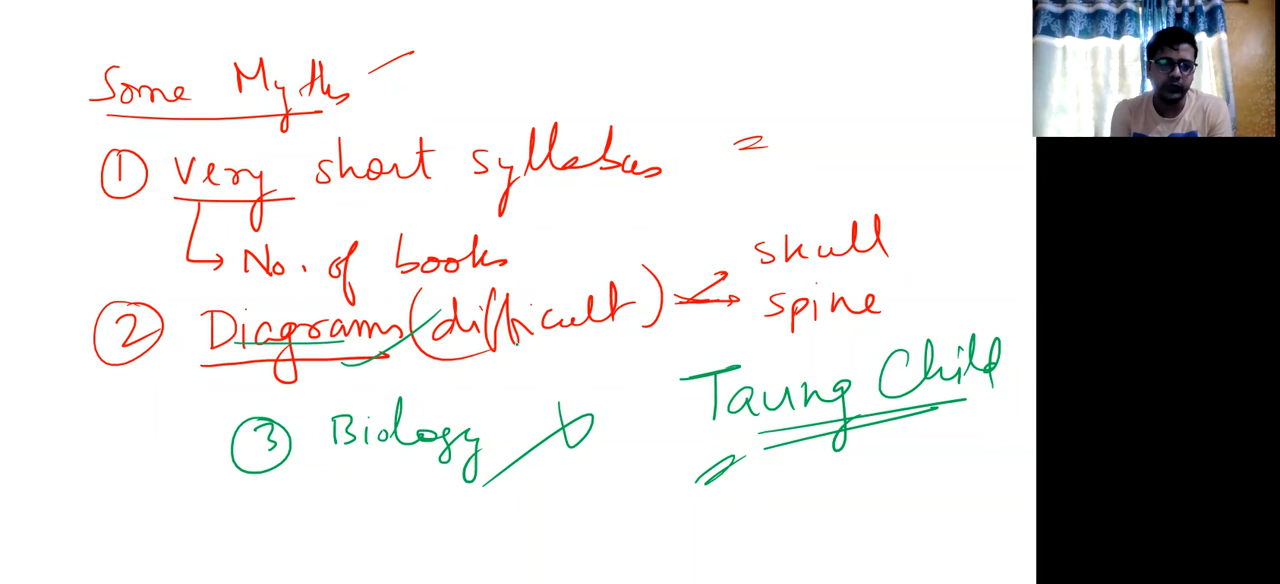 Some Myths
① Very short syllabus =
↳ No. of books
② Diagrams (difficult) → skull
spine
③ Biology
Taung Child